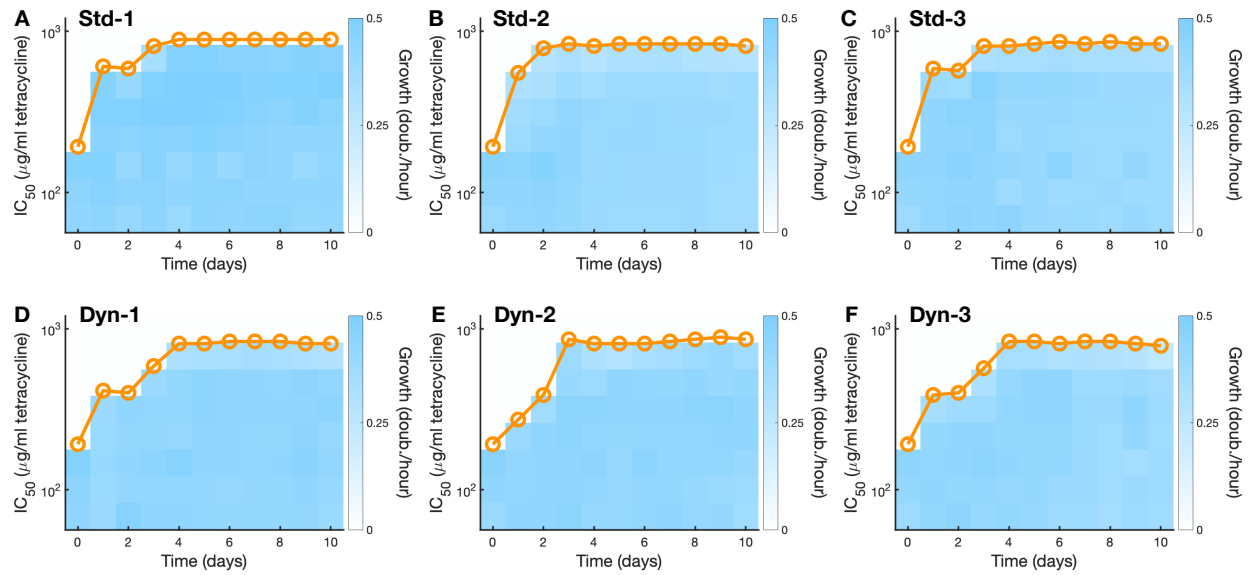 A Std-1
10³
10²
IC₅₀ (μg/ml tetracycline)
0 2 4 6 8 10
Time (days)
0.5
0.25
0
Growth (doub./hour)
B Std-2
10³
10²
IC₅₀ (μg/ml tetracycline)
0 2 4 6 8 10
Time (days)
0.5
0.25
0
Growth (doub./hour)
C Std-3
10³
10²
IC₅₀ (μg/ml tetracycline)
0 2 4 6 8 10
Time (days)
0.5
0.25
0
Growth (doub./hour)
D Dyn-1
10³
10²
IC₅₀ (μg/ml tetracycline)
0 2 4 6 8 10
Time (days)
0.5
0.25
0
Growth (doub./hour)
E Dyn-2
10³
10²
IC₅₀ (μg/ml tetracycline)
0 2 4 6 8 10
Time (days)
0.5
0.25
0
Growth (doub./hour)
F Dyn-3
10³
10²
IC₅₀ (μg/ml tetracycline)
0 2 4 6 8 10
Time (days)
0.5
0.25
0
Growth (doub./hour)